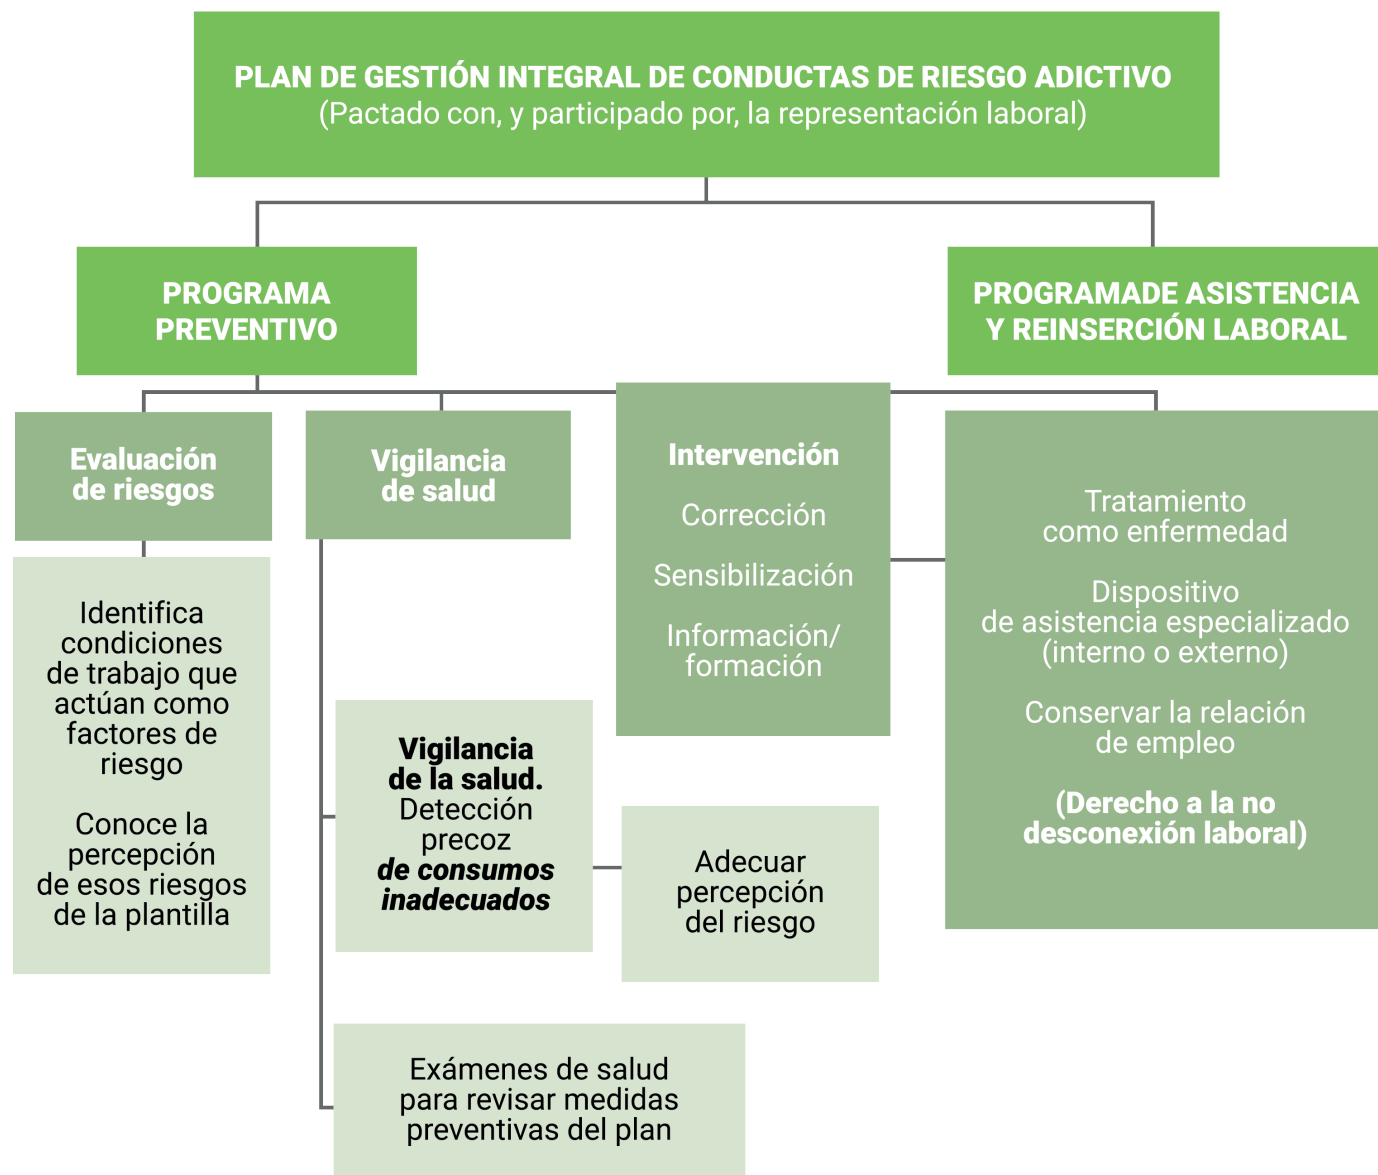 PLAN DE GESTIÓN INTEGRAL DE CONDUCTAS DE RIESGO ADICTIVO
(Pactado con, y participado por, la representación laboral)
PROGRAMA
PREVENTIVO
PROGRAMADE ASISTENCIA
Y REINSERCIÓN LABORAL
Evaluación
de riesgos
Identifica
condiciones
de trabajo que
actúan como
factores de
riesgo
Conoce la
percepción
de esos riesgos
de la plantilla
Vigilancia
de salud
Vigilancia
de la salud.
Detección
precoz
de consumos
inadecuados
Adecuar
percepción
del riesgo
Exámenes de salud
para revisar medidas
preventivas del plan
Intervención
Corrección
Sensibilización
Información/
formación
Tratamiento
como enfermedad
Dispositivo
de asistencia especializado
(interno o externo)
Conservar la relación
de empleo
(Derecho a la no
desconexión laboral)